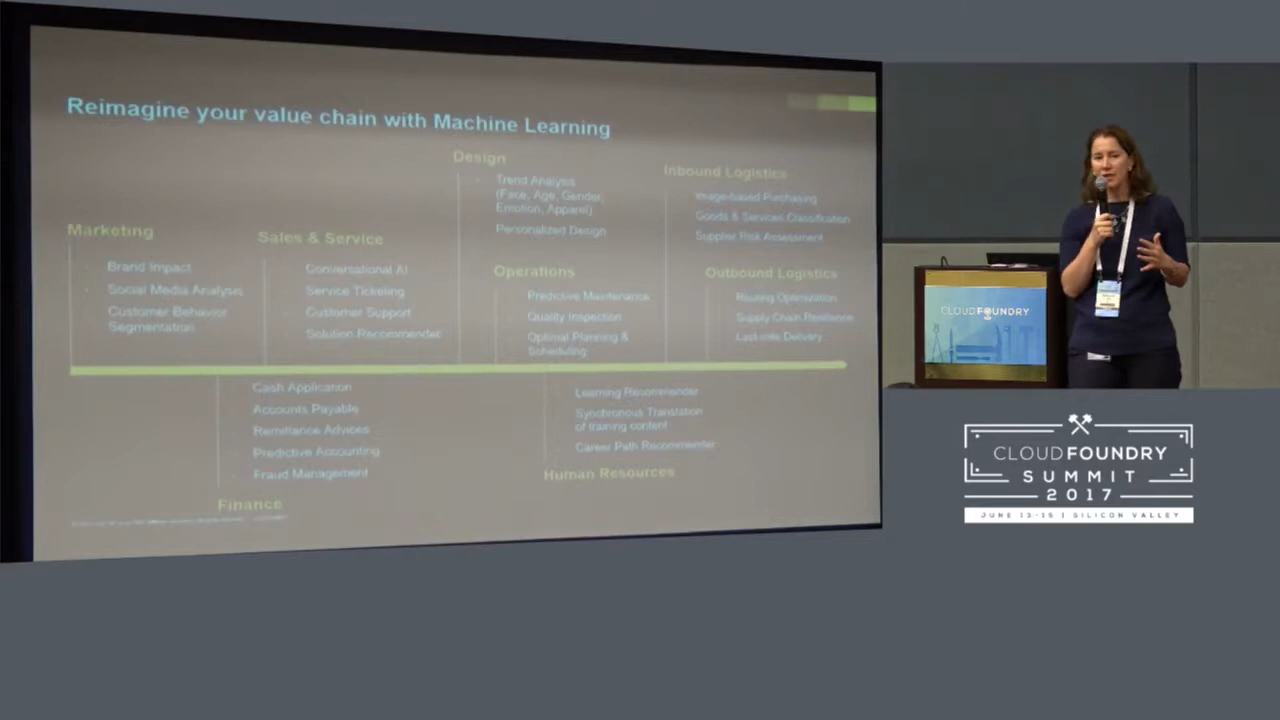 Reimagine your value chain with Machine Learning
Design
Trend Analysis
(Face, Age, Gender,
Emotion, Apparel)
Personalized Design
Inbound Logistics
Image-based Purchasing
Goods & Services Classification
Supplier Risk Assessment
Marketing
Brand Impact
Social Media Analysis
Customer Behavior
Segmentation
Sales & Service
Conversational AI
Service Ticketing
Customer Support
Solution Recommender
Operations
Predictive Maintenance
Quality Inspection
Optimal Planning &
Scheduling
Outbound Logistics
Routing Optimization
Supply Chain Resilience
Last mile Delivery
Cash Application
Accounts Payable
Remittance Advices
Predictive Accounting
Fraud Management
Finance
Learning Recommender
Synchronous Translation
of training content
Career Path Recommender
Human Resources
CLOUDFOUNDRY
CLOUDFOUNDRY
SUMMIT
2017
JUNE 13-15 | SILICON VALLEY